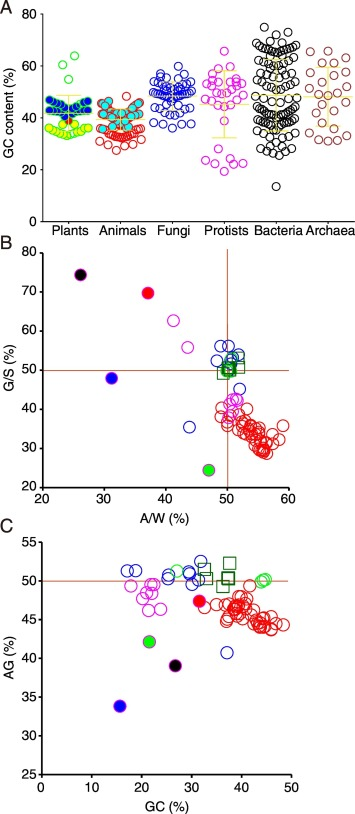 A
GC content (%)
80
60
40
20
0
Plants Animals Fungi Protists Bacteria Archaea
B
G/S (%)
80
70
60
50
40
30
20
20 30 40 50 60
A/W (%)
C
AG (%)
55
50
45
40
35
30
25
0 10 20 30 40 50
GC (%)